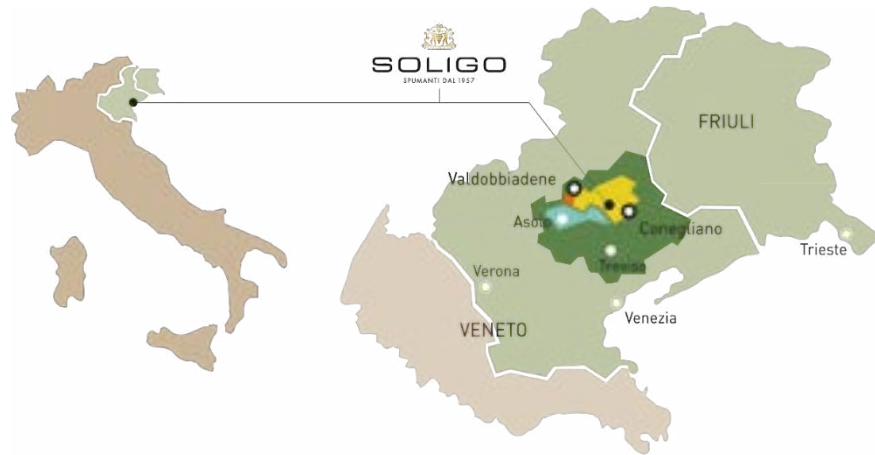 SOLIGO
SPUMANTI DAL 1957
FRIULI
Valdobbiadene
Asolo
Conegliano
Trieste
Treviso
Verona
Venezia
VENETO